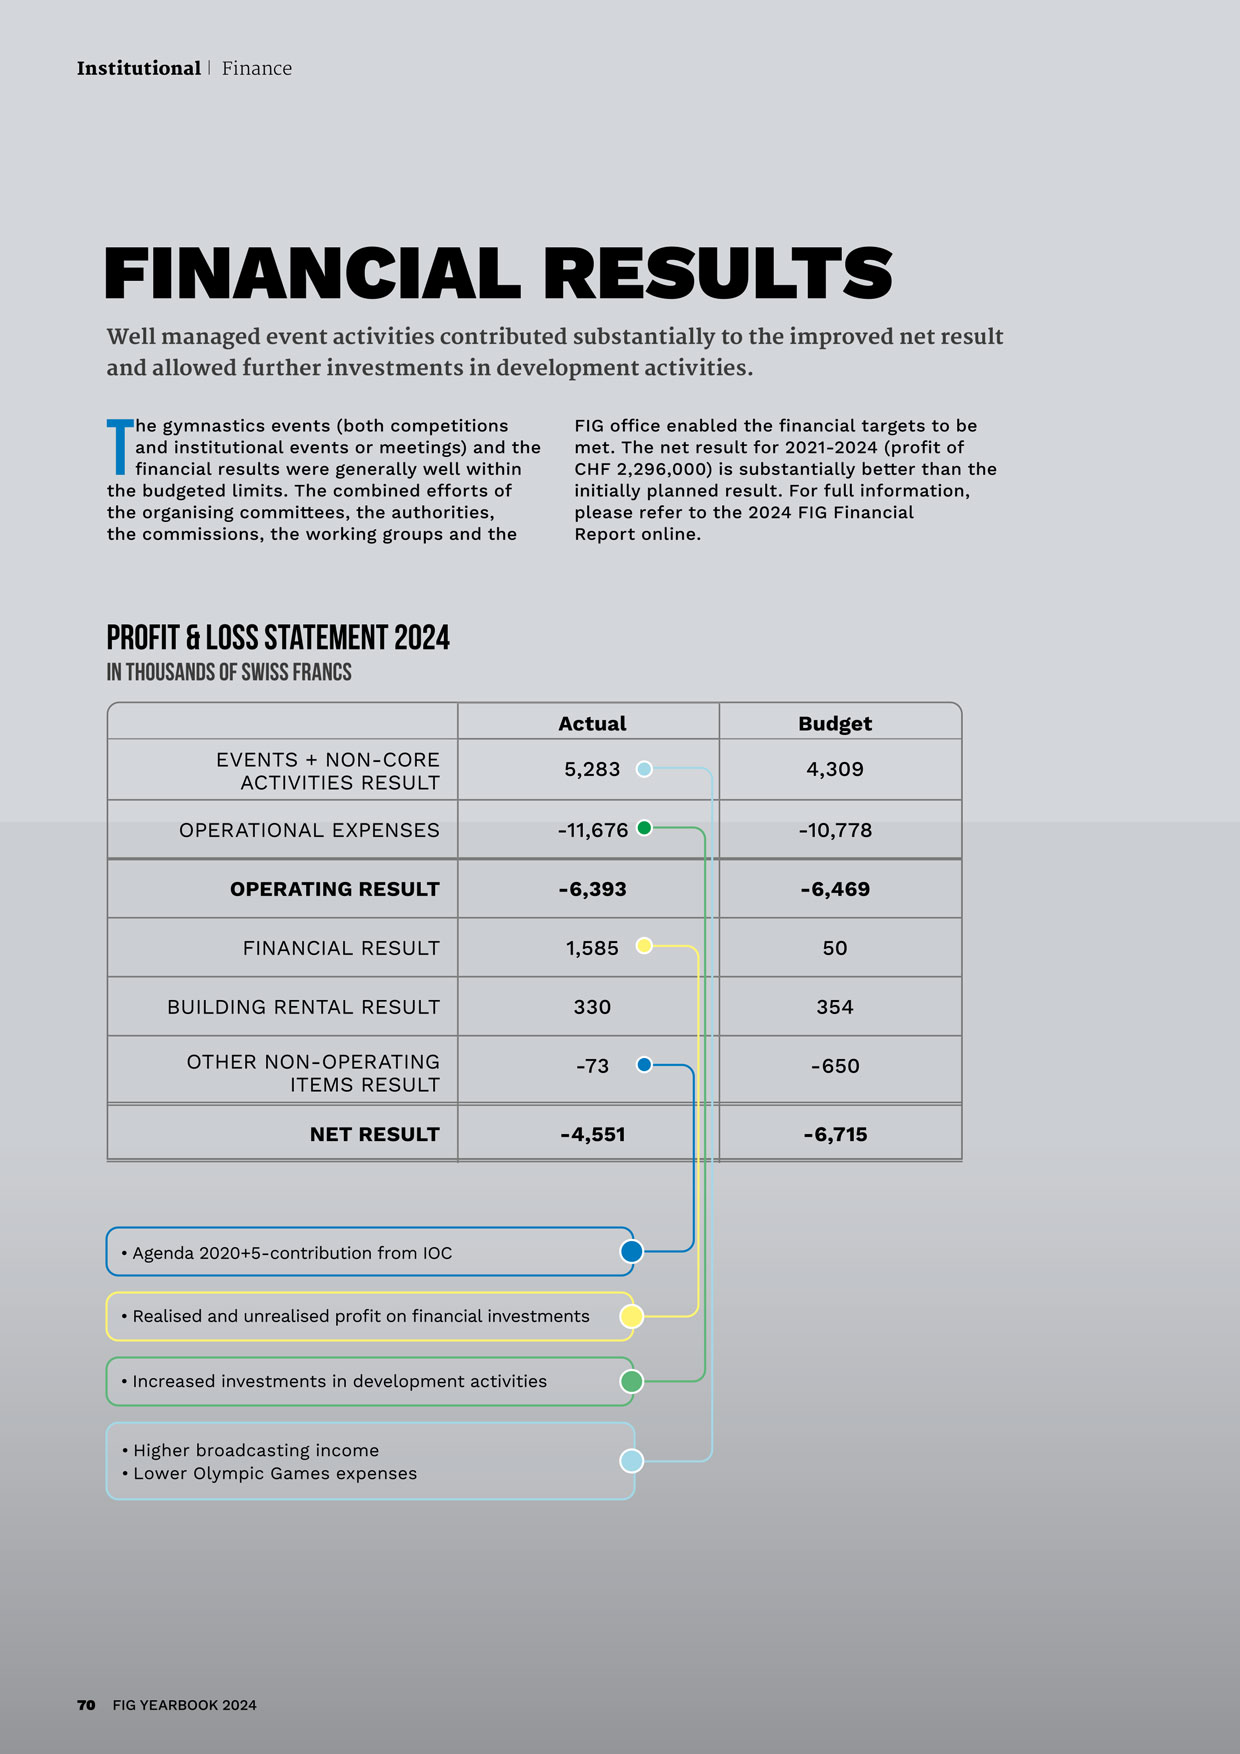 Institutional | Finance
FINANCIAL RESULTS
Well managed event activities contributed substantially to the improved net result
and allowed further investments in development activities.
The gymnastics events (both competitions
and institutional events or meetings) and the
financial results were generally well within
the budgeted limits. The combined efforts of
the organising committees, the authorities,
the commissions, the working groups and the
FIG office enabled the financial targets to be
met. The net result for 2021-2024 (profit of
CHF 2,296,000) is substantially better than the
initially planned result. For full information,
please refer to the 2024 FIG Financial
Report online.
PROFIT & LOSS STATEMENT 2024
IN THOUSANDS OF SWISS FRANCS
Actual Budget
EVENTS + NON-CORE
ACTIVITIES RESULT 5,283 4,309
OPERATIONAL EXPENSES -11,676 -10,778
OPERATING RESULT -6,393 -6,469
FINANCIAL RESULT 1,585 50
BUILDING RENTAL RESULT 330 354
OTHER NON-OPERATING
ITEMS RESULT -73 -650
NET RESULT -4,551 -6,715
• Agenda 2020+5-contribution from IOC
• Realised and unrealised profit on financial investments
• Increased investments in development activities
• Higher broadcasting income
• Lower Olympic Games expenses
70 FIG YEARBOOK 2024